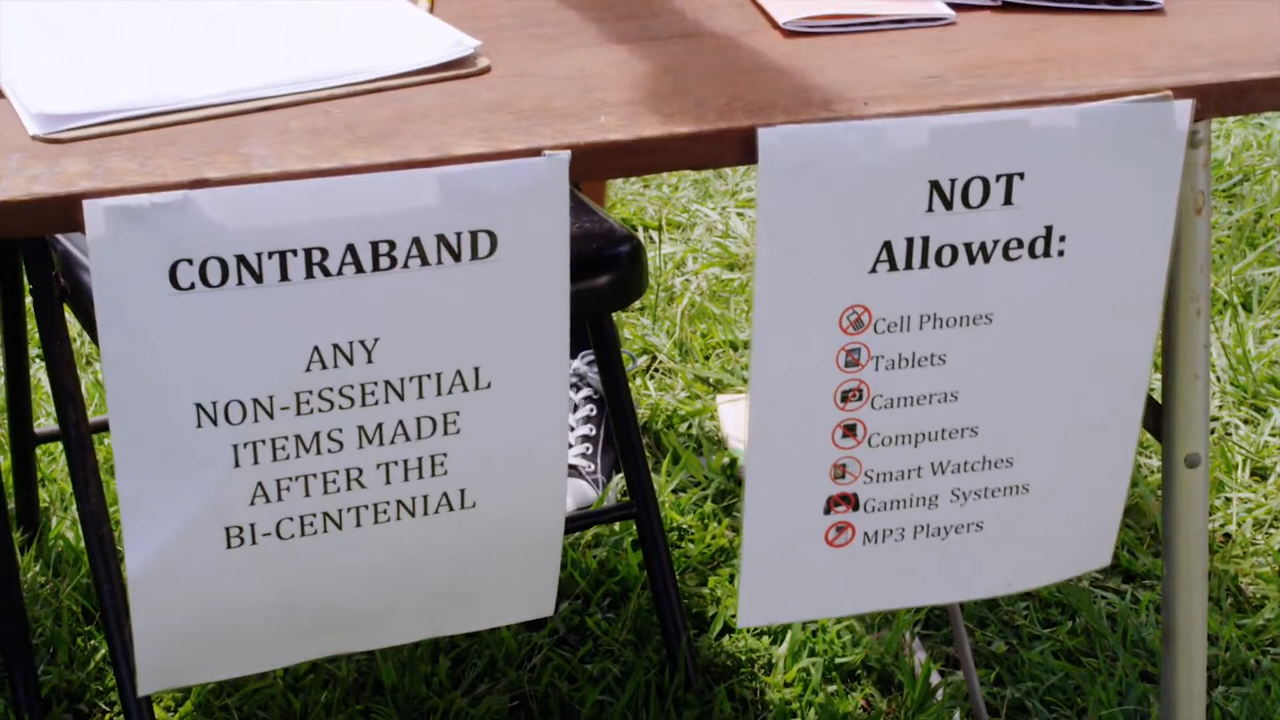 CONTRABAND
ANY
NON-ESSENTIAL
ITEMS MADE
AFTER THE
BI-CENTENIAL
NOT
Allowed:
Cell Phones
Tablets
Cameras
Computers
Smart Watches
Gaming Systems
MP3 Players